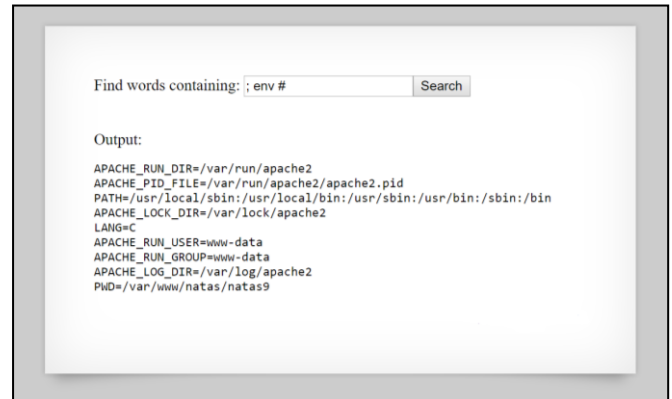 Find words containing: ; env # Search
Output:
APACHE_RUN_DIR=/var/run/apache2
APACHE_PID_FILE=/var/run/apache2/apache2.pid
PATH=/usr/local/sbin:/usr/local/bin:/usr/sbin:/usr/bin:/sbin:/bin
APACHE_LOCK_DIR=/var/lock/apache2
LANG=C
APACHE_RUN_USER=www-data
APACHE_RUN_GROUP=www-data
APACHE_LOG_DIR=/var/log/apache2
PWD=/var/www/natas/natas9